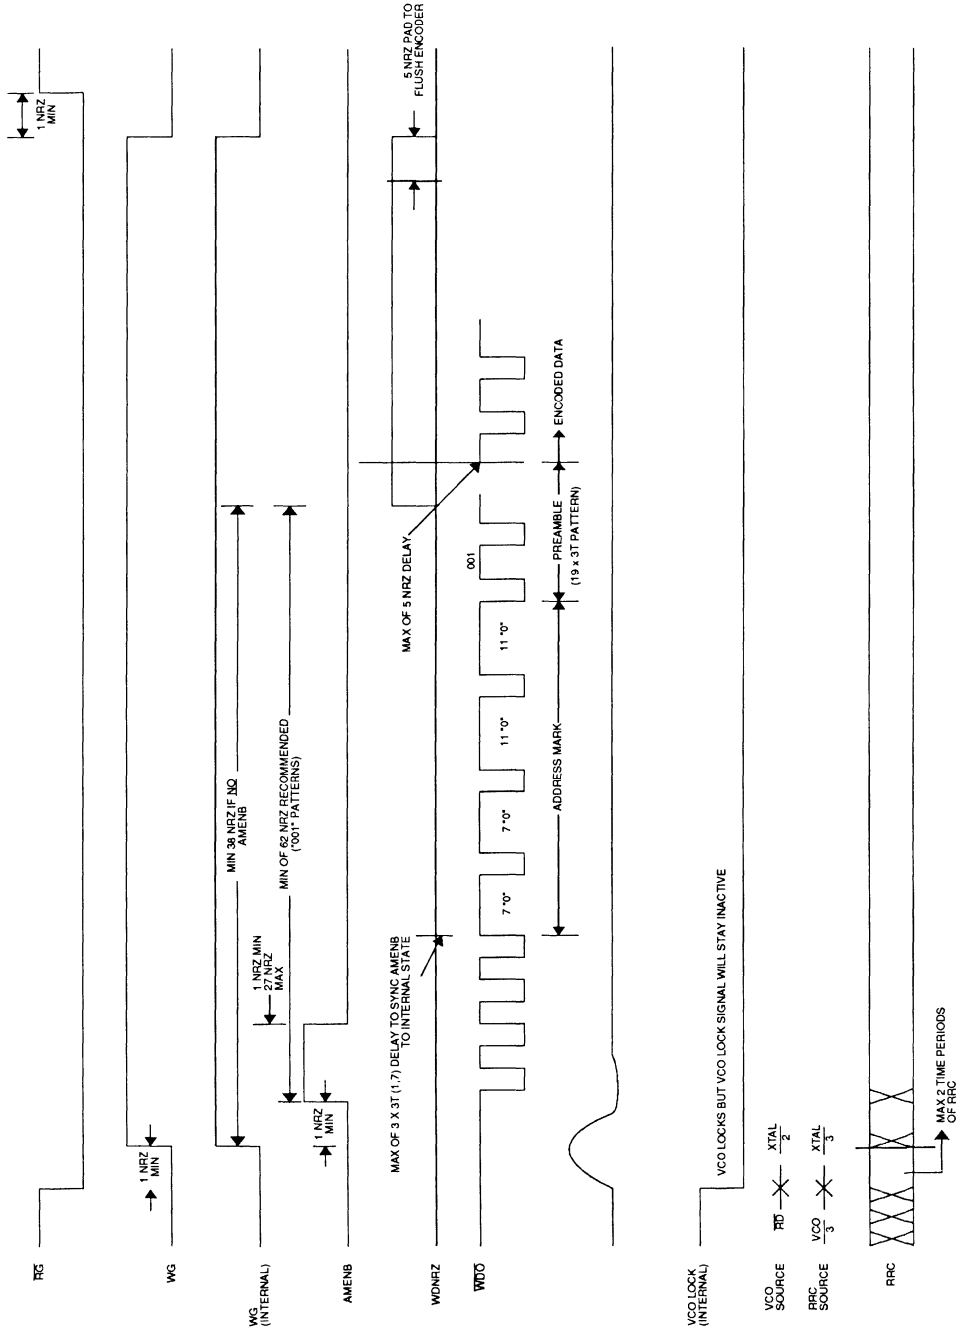 R̅G̅
1 NRZ
MIN
WG
1 NRZ
MIN
WG
(INTERNAL)
MIN 38 NRZ IF NO
AMENB
MIN OF 62 NRZ RECOMMENDED
("001" PATTERNS)
1 NRZ MIN
27 NRZ
MAX
1 NRZ
MIN
AMENB
5 NRZ PAD TO
FLUSH ENCODER
MAX OF 3 X 3T (1,7) DELAY TO SYNC AMENB
TO INTERNAL STATE
MAX OF 5 NRZ DELAY
WDNRZ
W̅D̅O̅
7 "0"
7 "0"
11 "0"
11 "0"
001
ADDRESS MARK
PREAMBLE
(19 x 3T PATTERN)
ENCODED DATA
VCO LOCK
(INTERNAL)
VCO LOCKS BUT VCO LOCK SIGNAL WILL STAY INACTIVE
VCO
SOURCE
R̅D̅
XTAL
2
RRC
SOURCE
VCO
3
XTAL
3
RRC
MAX 2 TIME PERIODS
OF RRC